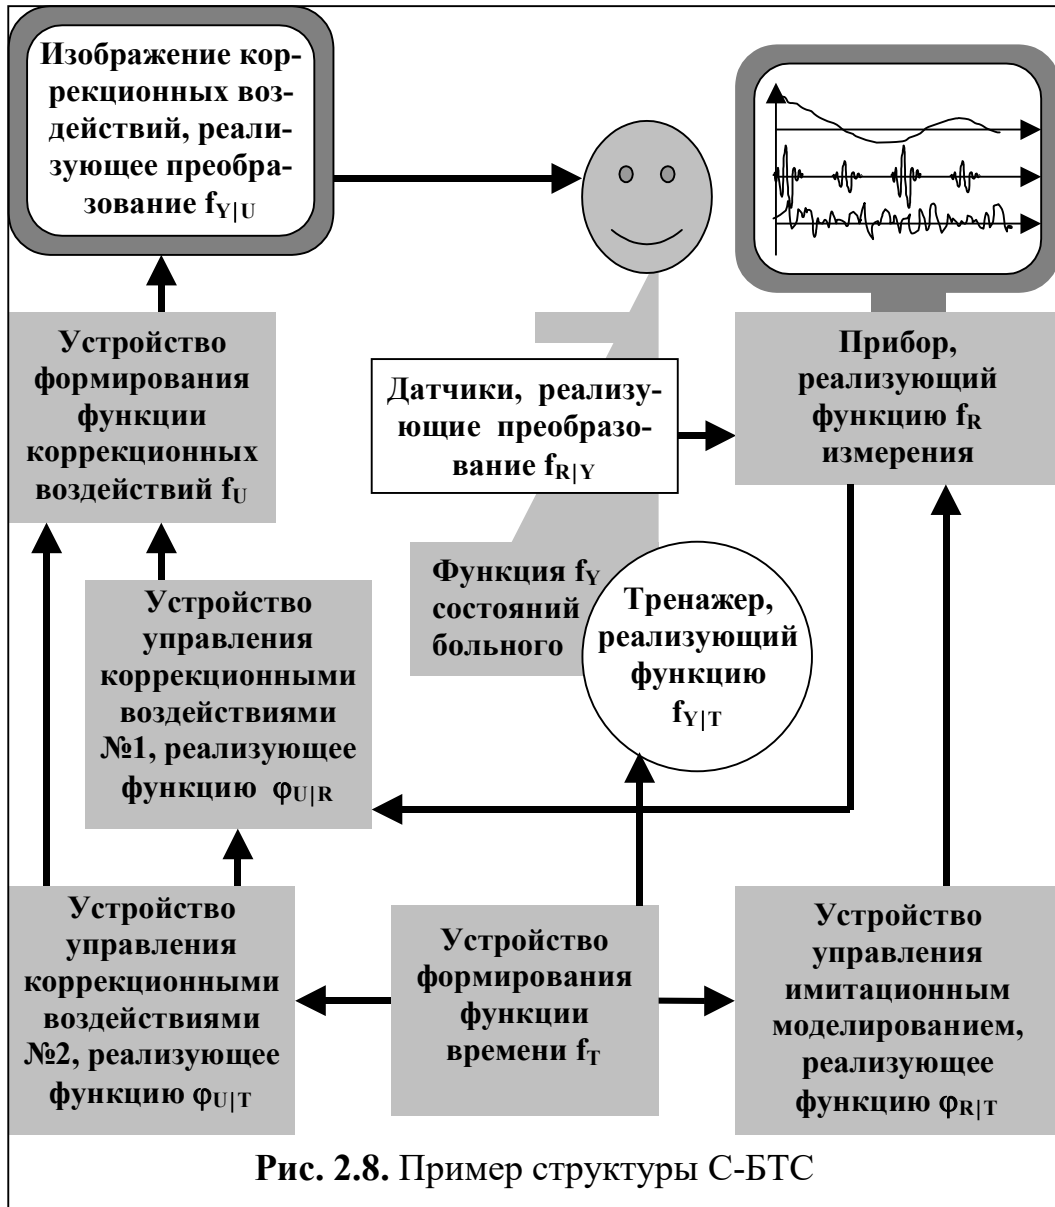 Изображение кор-
рекционных воз-
действий, реали-
зующее преобра-
зование fY|U
Устройство
формирования
функции
коррекционных
воздействий fU
Датчики, реализу-
ющие преобразо-
вание fR|Y
Прибор,
реализующий
функцию fR
измерения
Функция fY
состояний
больного
Тренажер,
реализующий
функцию
fY|T
Устройство
управления
коррекционными
воздействиями
№1, реализующее
функцию φU|R
Устройство
управления
коррекционными
воздействиями
№2, реализующее
функцию φU|T
Устройство
формирования
функции
времени fT
Устройство
управления
имитационным
моделированием,
реализующее
функцию φR|T
Рис. 2.8. Пример структуры С-БТС